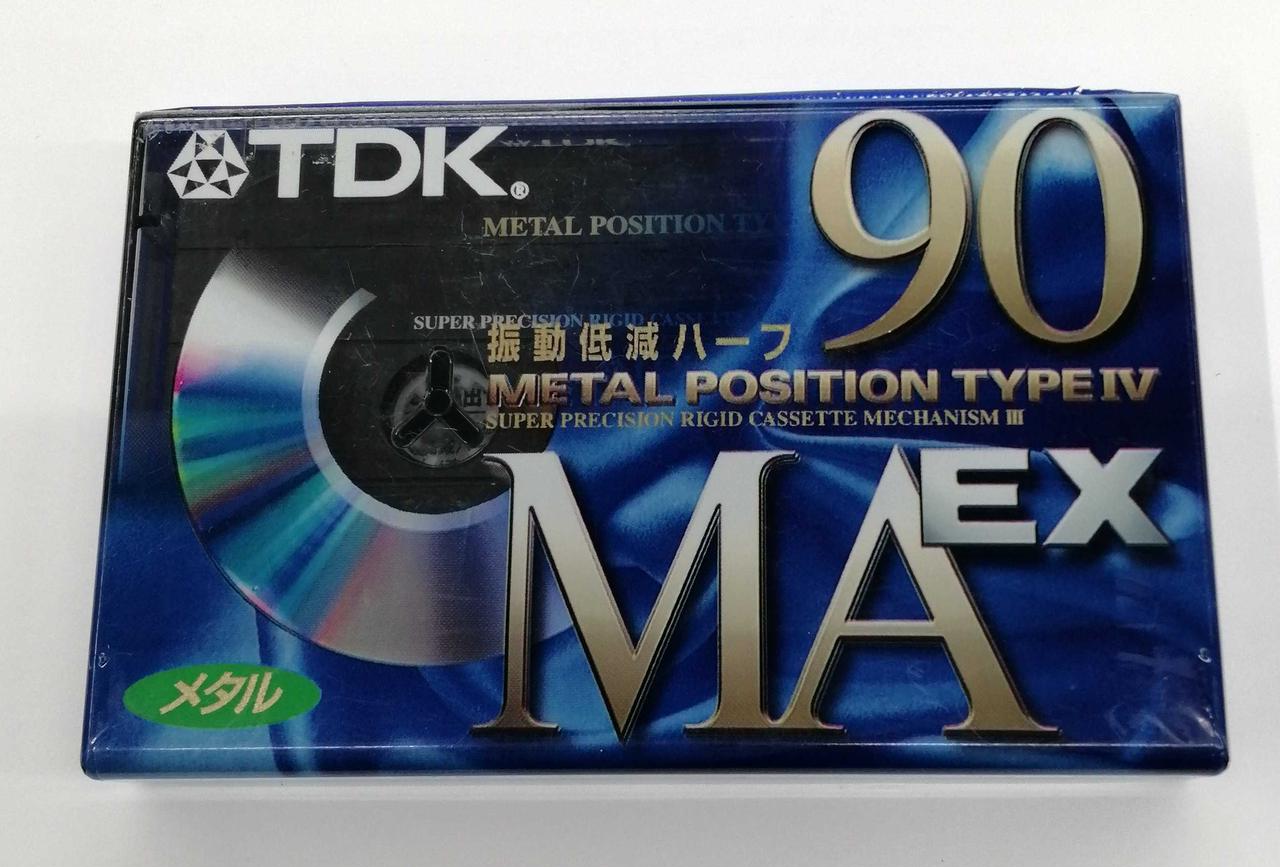 TDK®
90
METAL POSITION TY
SUPER PRECISION RIGID CASSETTE
振動低減ハーフ
METAL POSITION TYPE IV
SUPER PRECISION RIGID CASSETTE MECHANISM III
MA EX
メタル